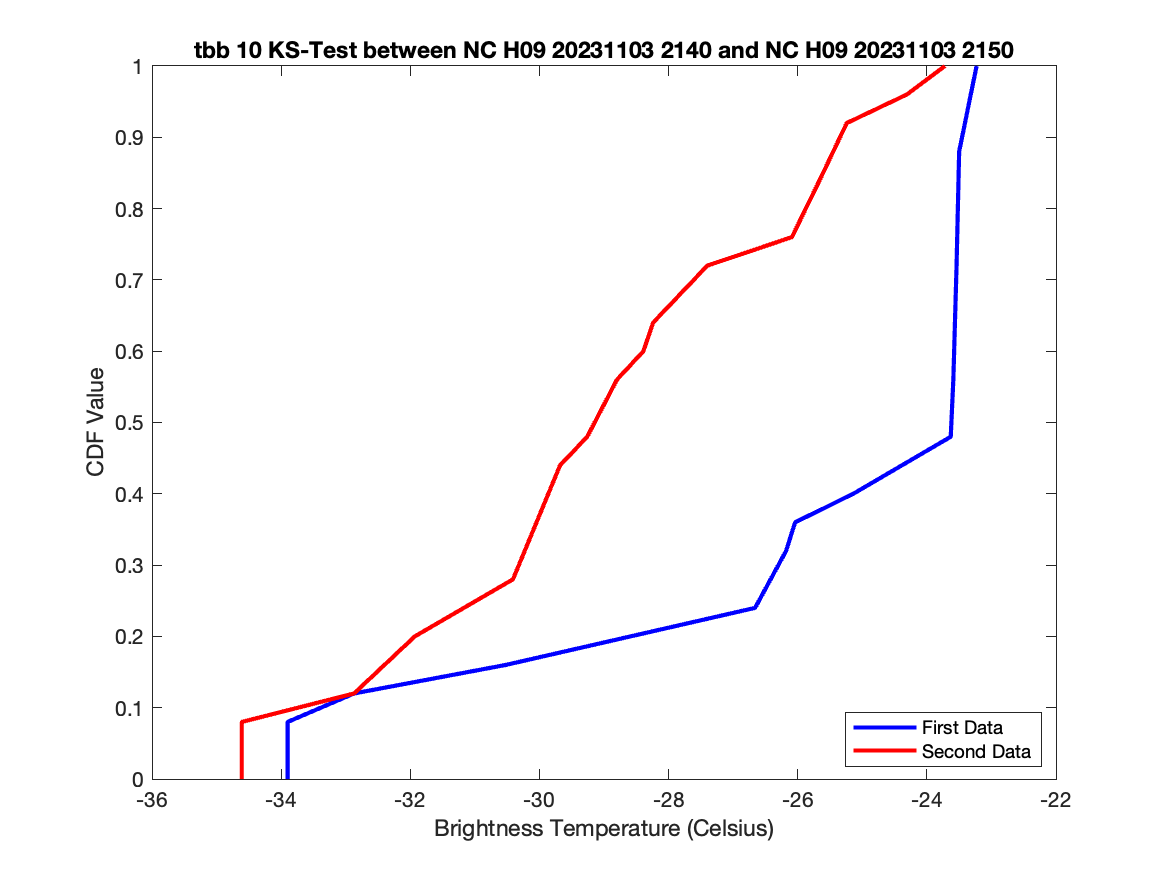 tbb 10 KS-Test between NC H09 20231103 2140 and NC H09 20231103 2150
1
0.9
0.8
0.7
0.6
0.5
0.4
0.3
0.2
0.1
0
CDF Value
-36 -34 -32 -30 -28 -26 -24 -22
Brightness Temperature (Celsius)
First Data
Second Data